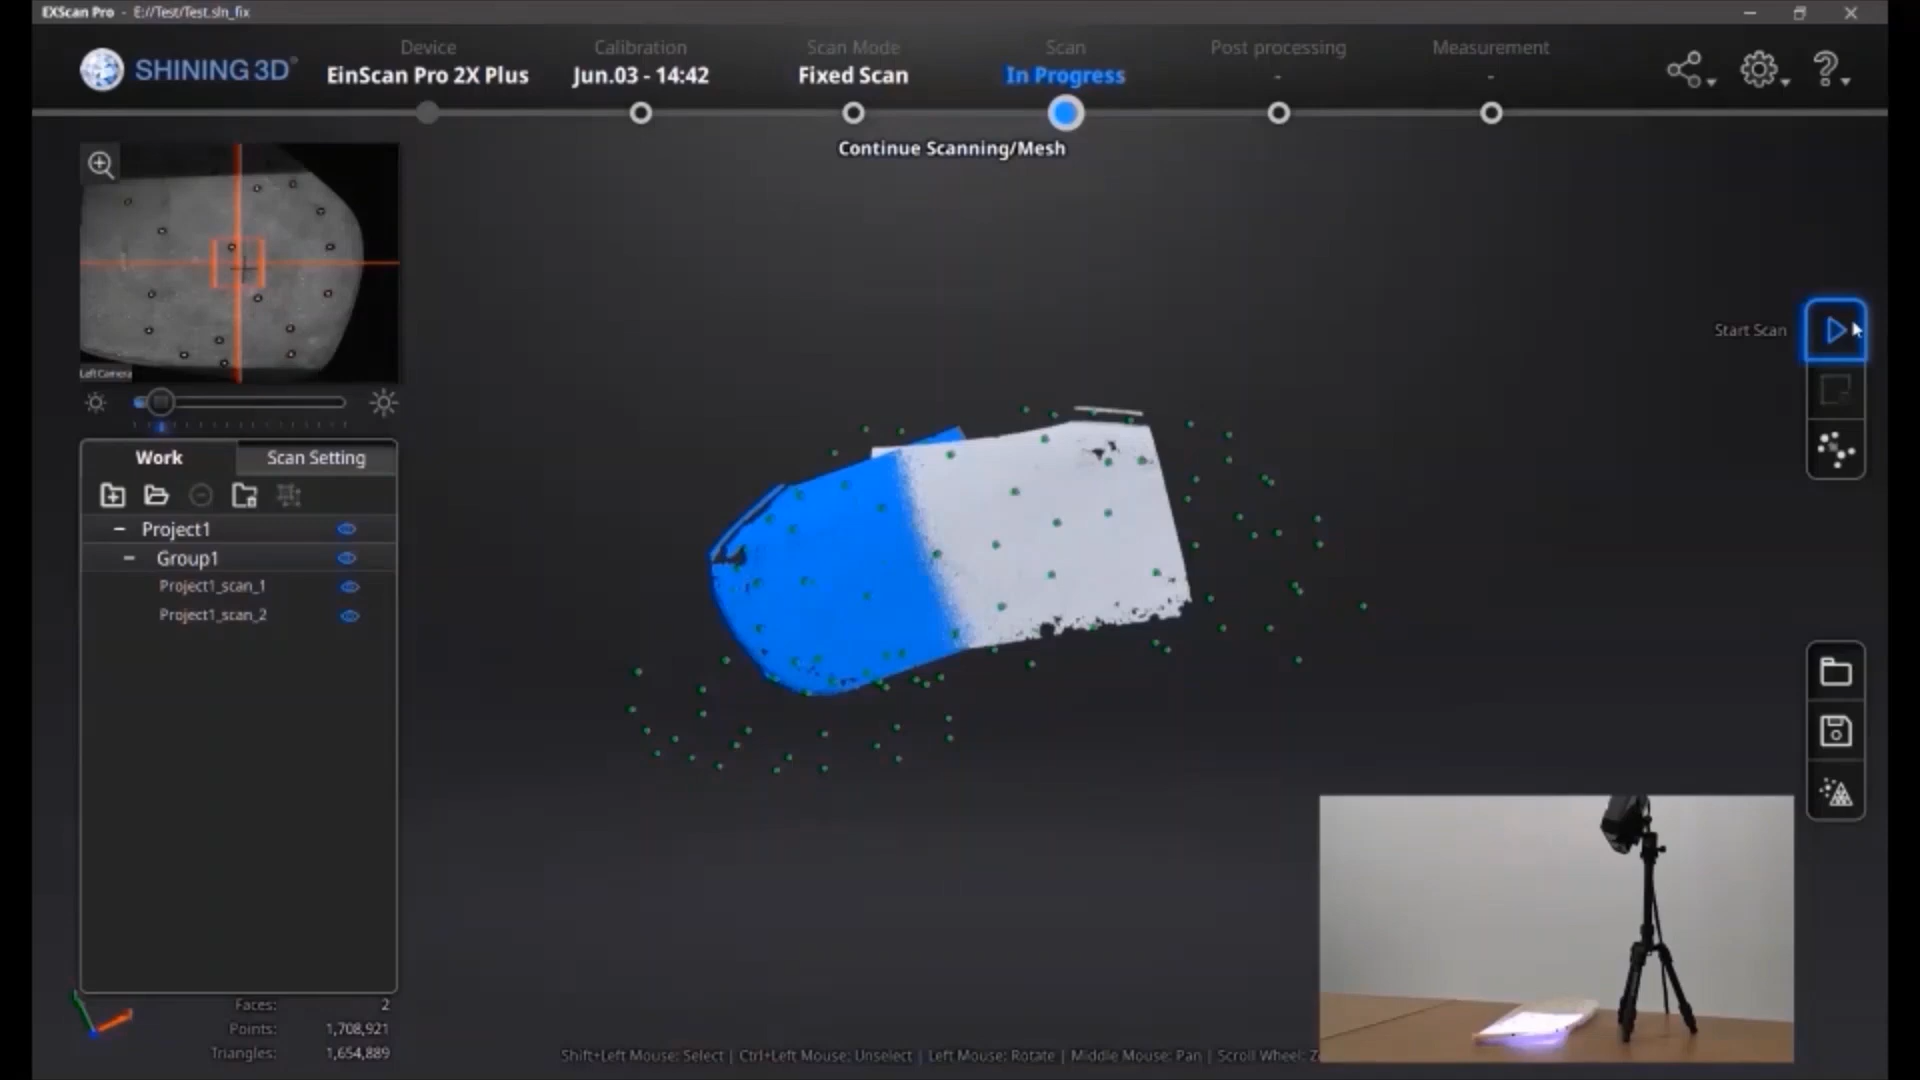 EXScan Pro - E://Test/Test.sln_fix
SHINING 3D®
Device
EinScan Pro 2X Plus
Calibration
Jun.03 - 14:42
Scan Mode
Fixed Scan
Scan
In Progress
Post processing
-
Measurement
-
Continue Scanning/Mesh
Left Camera
Start Scan
Work
Scan Setting
Project1
Group1
Project1_scan_1
Project1_scan_2
Faces: 2
Points: 1,708,921
Triangles: 1,654,889
Shift+Left Mouse: Select | Ctrl+Left Mouse: Unselect | Left Mouse: Rotate | Middle Mouse: Pan | Scroll Wheel: